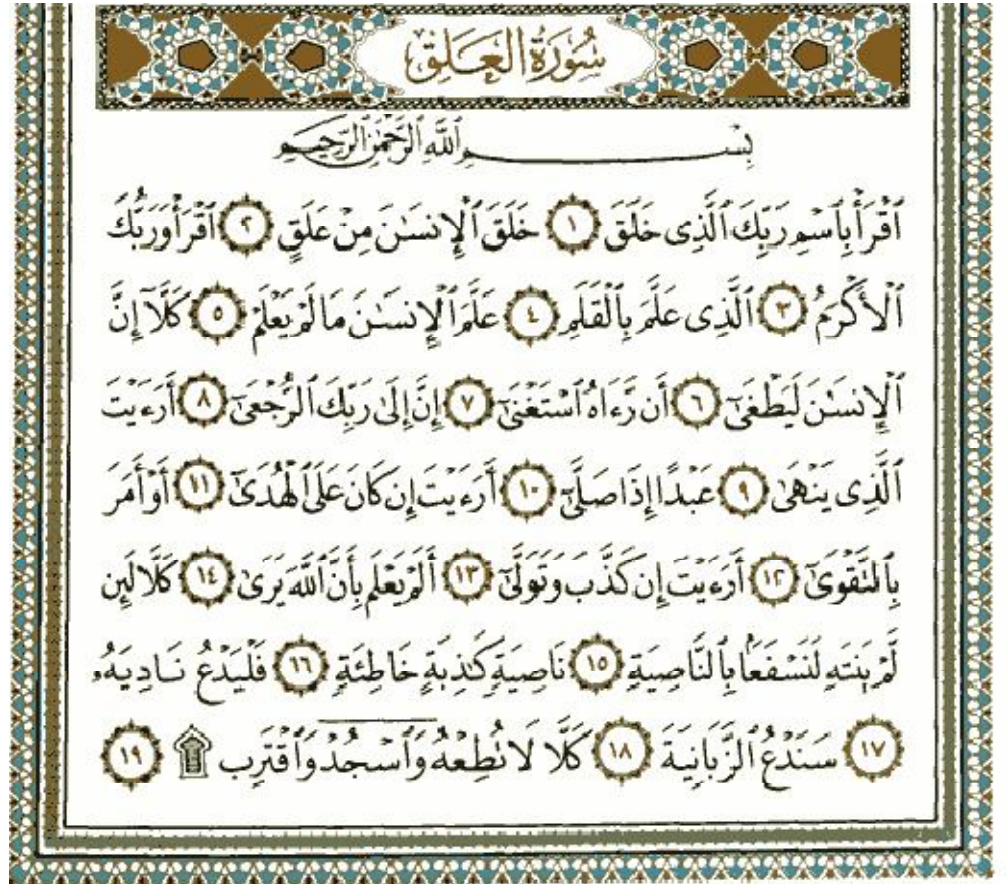 سُورَةُ العَلَق
بِسْمِ ٱللَّهِ ٱلرَّحْمَٰنِ ٱلرَّحِيمِ
ٱقْرَأْ بِٱسْمِ رَبِّكَ ٱلَّذِى خَلَقَ ١ خَلَقَ ٱلْإِنسَٰنَ مِنْ عَلَقٍ ٢ ٱقْرَأْ وَرَبُّكَ
ٱلْأَكْرَمُ ٣ ٱلَّذِى عَلَّمَ بِٱلْقَلَمِ ٤ عَلَّمَ ٱلْإِنسَٰنَ مَا لَمْ يَعْلَمْ ٥ كَلَّآ إِنَّ
ٱلْإِنسَٰنَ لَيَطْغَىٰٓ ٦ أَن رَّءَاهُ ٱسْتَغْنَىٰٓ ٧ إِنَّ إِلَىٰ رَبِّكَ ٱلرُّجْعَىٰٓ ٨ أَرَءَيْتَ
ٱلَّذِى يَنْهَىٰ ٩ عَبْدًا إِذَا صَلَّىٰٓ ١٠ أَرَءَيْتَ إِن كَانَ عَلَى ٱلْهُدَىٰٓ ١١ أَوْ أَمَرَ
بِٱلتَّقْوَىٰٓ ١٢ أَرَءَيْتَ إِن كَذَّبَ وَتَوَلَّىٰٓ ١٣ أَلَمْ يَعْلَم بِأَنَّ ٱللَّهَ يَرَىٰ ١٤ كَلَّا لَئِن
لَّمْ يَنتَهِ لَنَسْفَعًۢا بِٱلنَّاصِيَةِ ١٥ نَاصِيَةٍ كَٰذِبَةٍ خَاطِئَةٍ ١٦ فَلْيَدْعُ نَادِيَهُۥ
١٧ سَنَدْعُ ٱلزَّبَانِيَةَ ١٨ كَلَّا لَا تُطِعْهُ وَٱسْجُدْ وَٱقْتَرِب ۩ ١٩